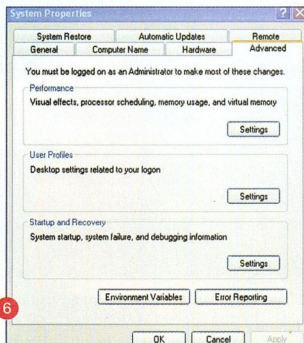 System Properties
System Restore Automatic Updates Remote
General Computer Name Hardware Advanced
You must be logged on as an Administrator to make most of these changes.
Performance
Visual effects, processor scheduling, memory usage, and virtual memory
Settings
User Profiles
Desktop settings related to your logon
Settings
Startup and Recovery
System startup, system failure, and debugging information
Settings
6
Environment Variables Error Reporting
OK Cancel Apply